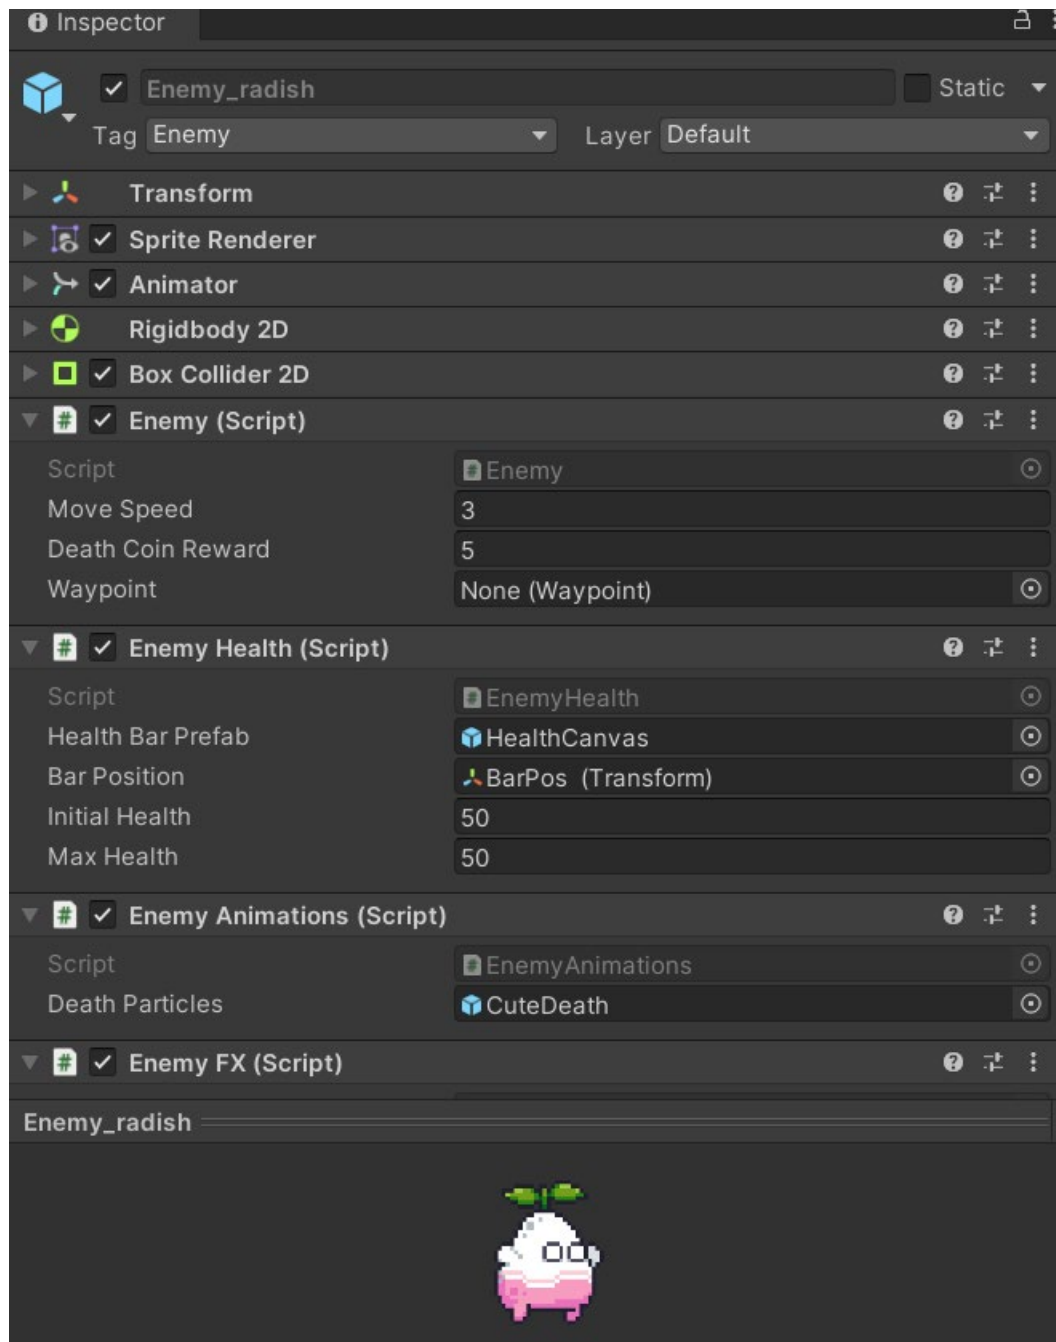 Inspector
Enemy_radish Static
Tag Enemy Layer Default
Transform
Sprite Renderer
Animator
Rigidbody 2D
Box Collider 2D
Enemy (Script)
Script Enemy
Move Speed 3
Death Coin Reward 5
Waypoint None (Waypoint)
Enemy Health (Script)
Script EnemyHealth
Health Bar Prefab HealthCanvas
Bar Position BarPos (Transform)
Initial Health 50
Max Health 50
Enemy Animations (Script)
Script EnemyAnimations
Death Particles CuteDeath
Enemy FX (Script)
Enemy_radish